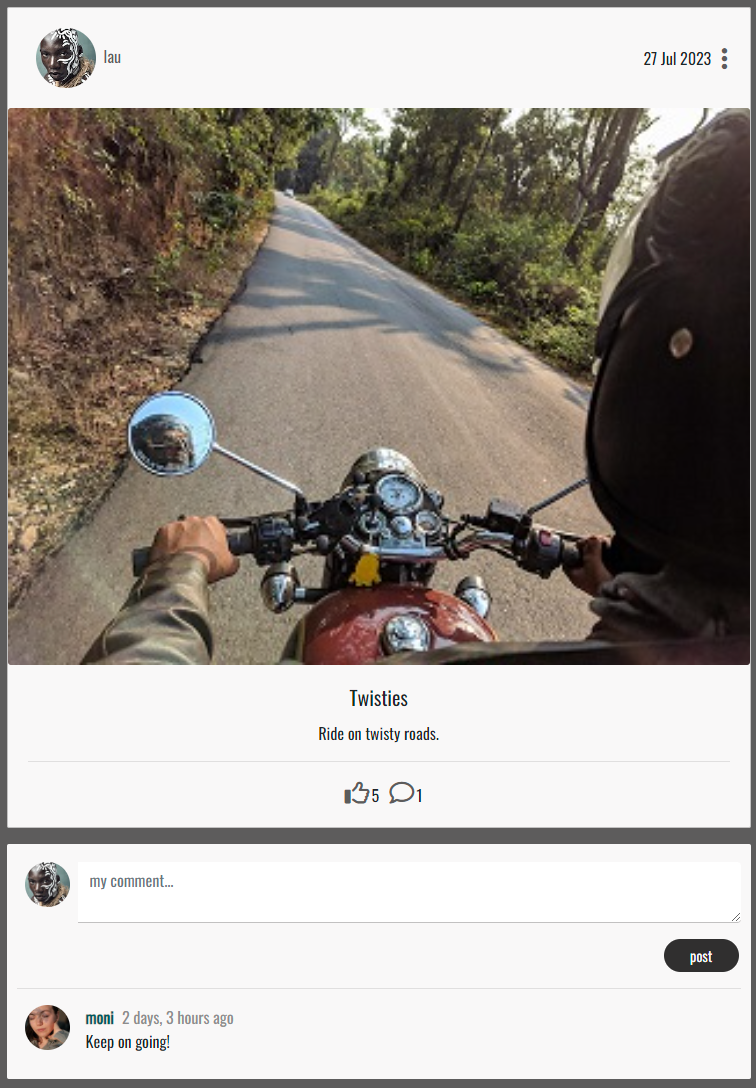 lau
27 Jul 2023
Twisties
Ride on twisty roads.
5 1
my comment...
post
moni 2 days, 3 hours ago
Keep on going!